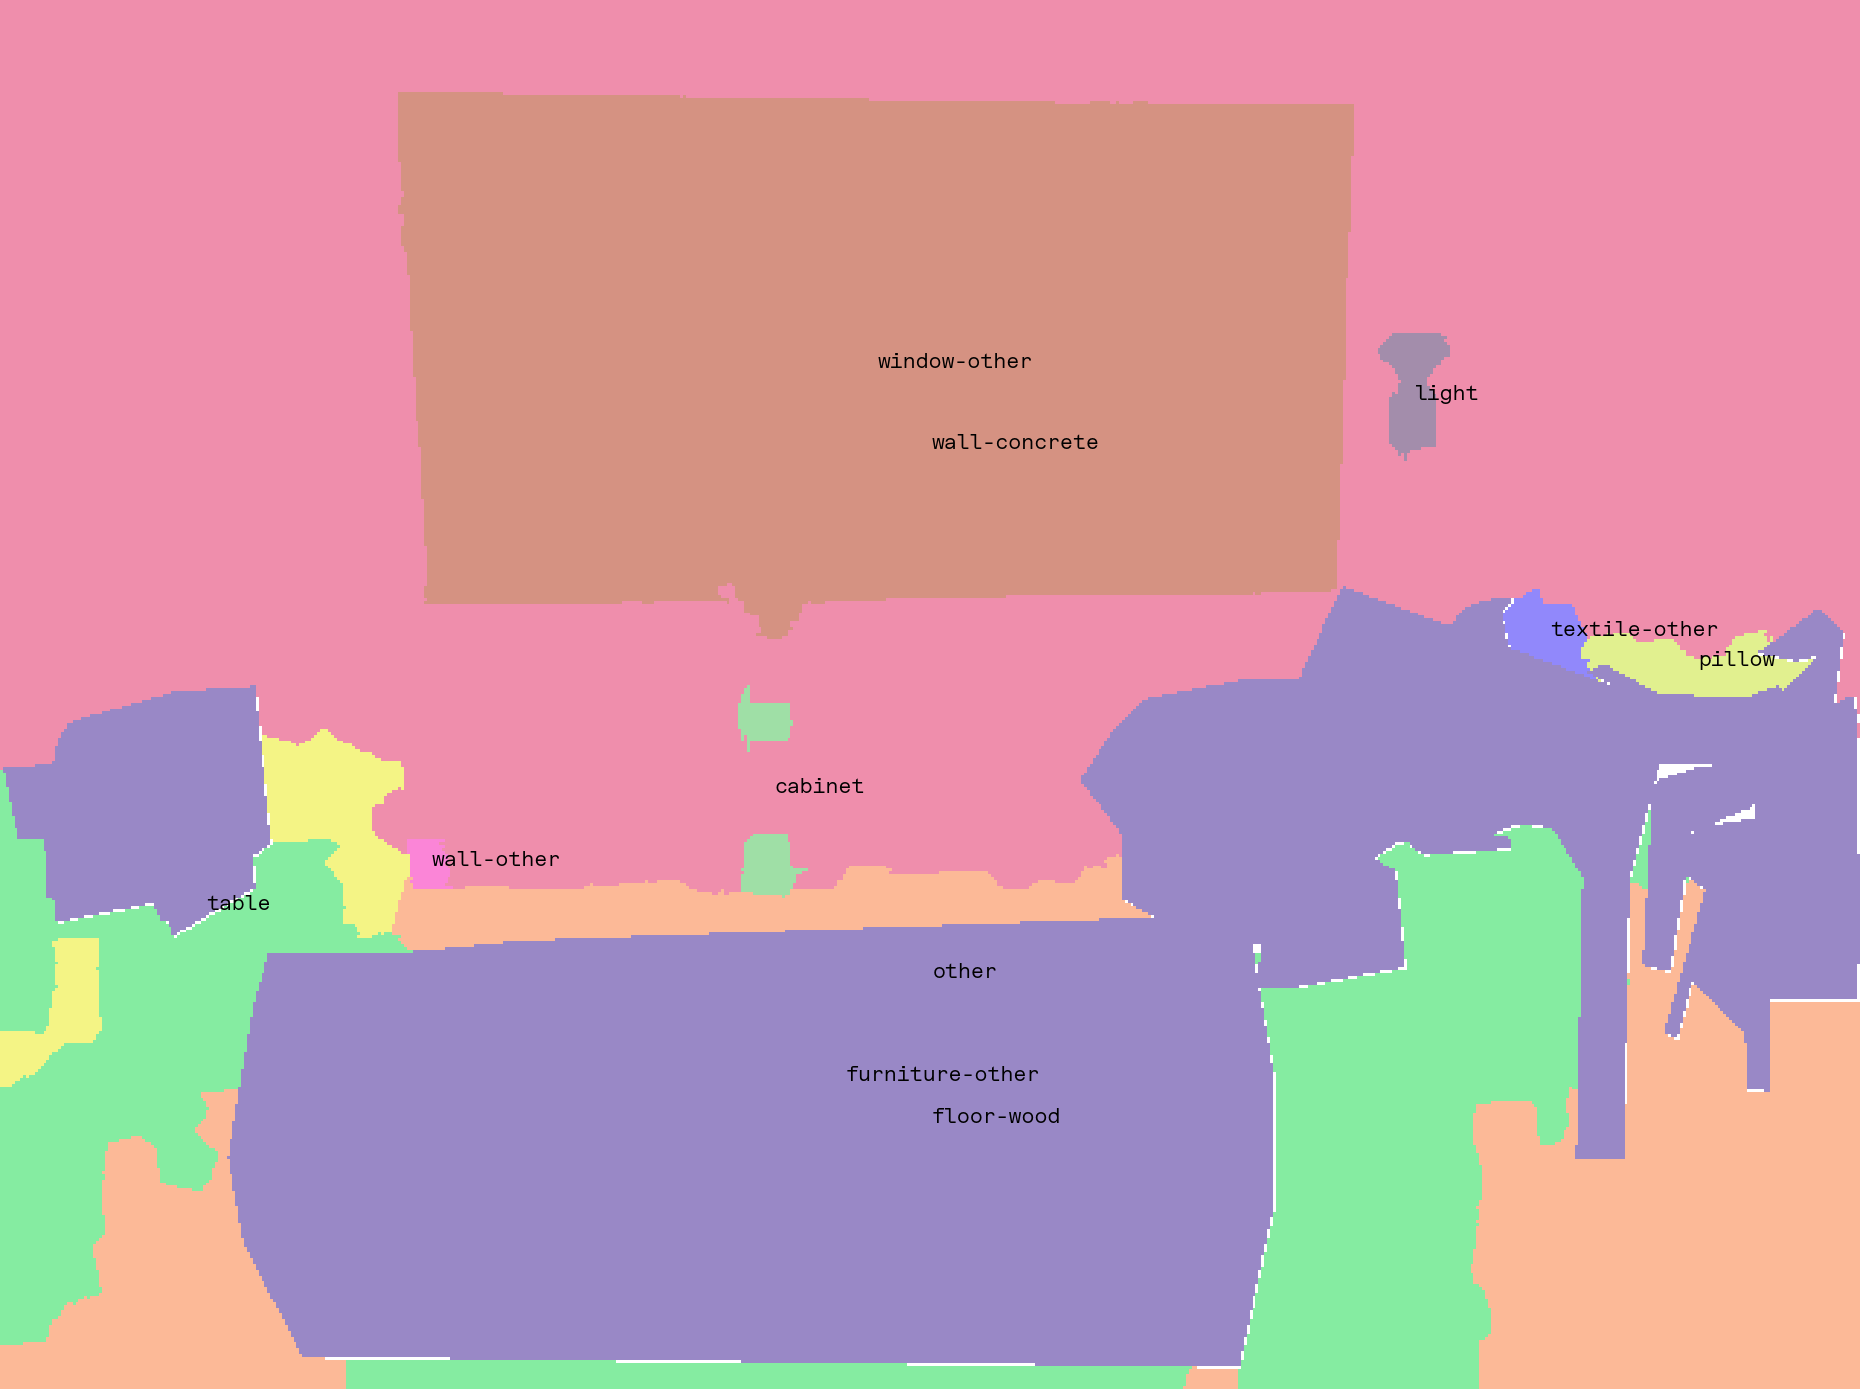 window-other
light
wall-concrete
textile-other
pillow
cabinet
wall-other
table
other
furniture-other
floor-wood